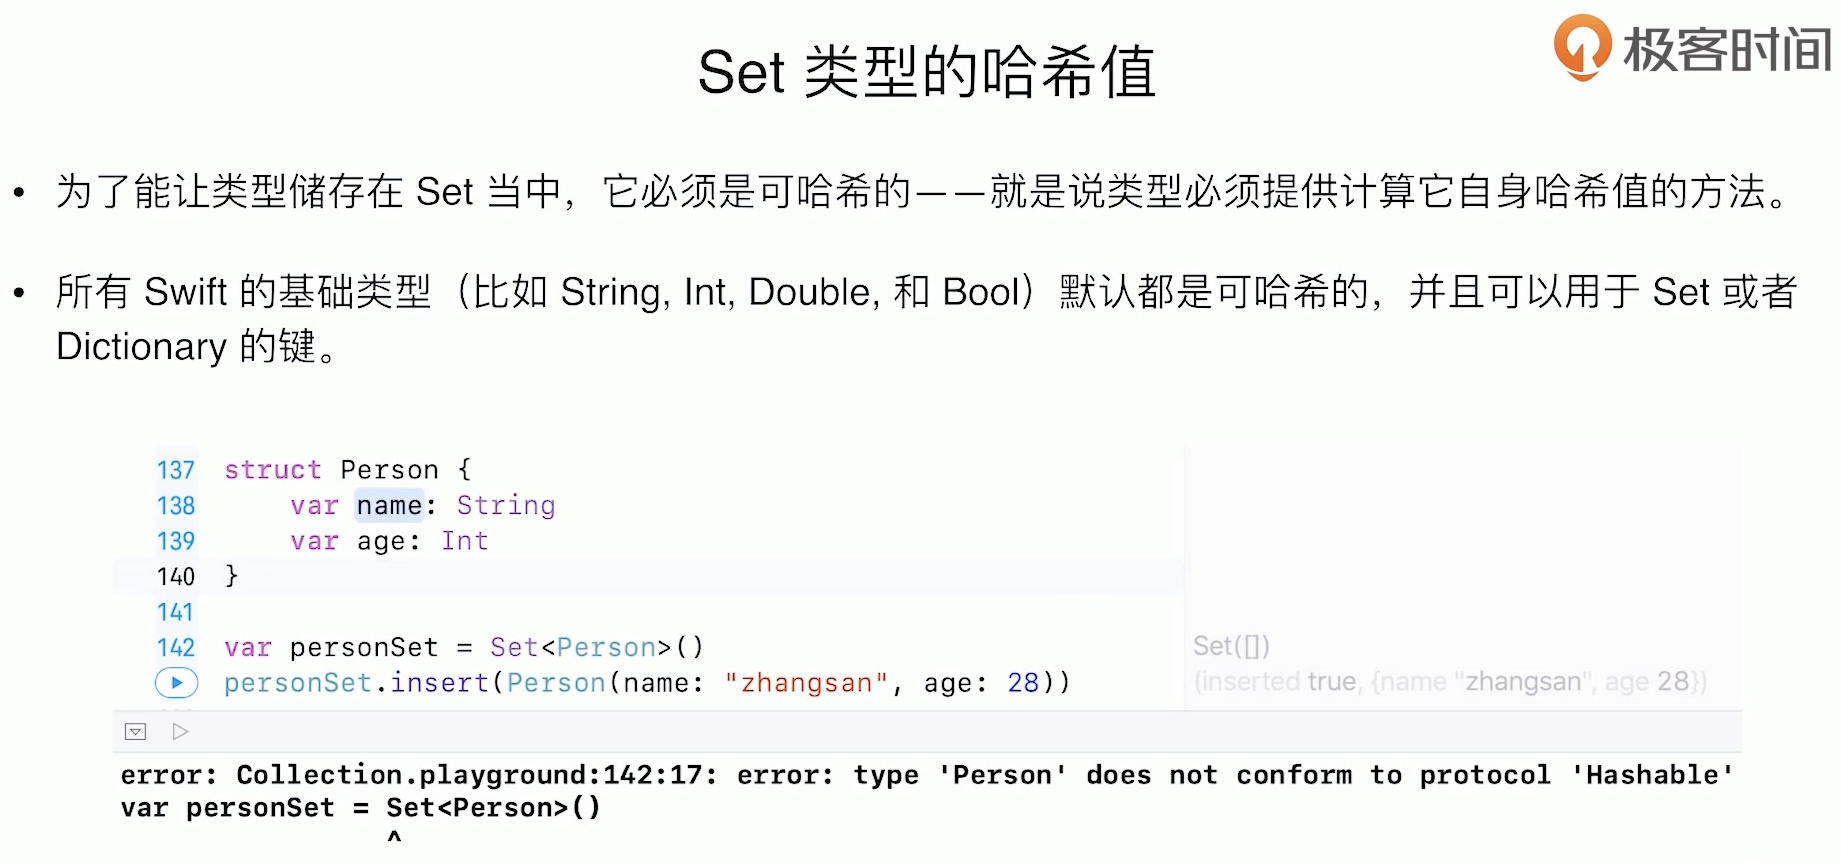 极客时间
Set 类型的哈希值
• 为了能让类型储存在 Set 当中，它必须是可哈希的——就是说类型必须提供计算它自身哈希值的方法。
• 所有 Swift 的基础类型（比如 String, Int, Double, 和 Bool）默认都是可哈希的，并且可以用于 Set 或者
Dictionary 的键。
137 struct Person {
138     var name: String
139     var age: Int
140 }
141
142 var personSet = Set<Person>()
Set([])
personSet.insert(Person(name: "zhangsan", age: 28))
(inserted true, {name "zhangsan", age 28})
error: Collection.playground:142:17: error: type 'Person' does not conform to protocol 'Hashable'
var personSet = Set<Person>()
^